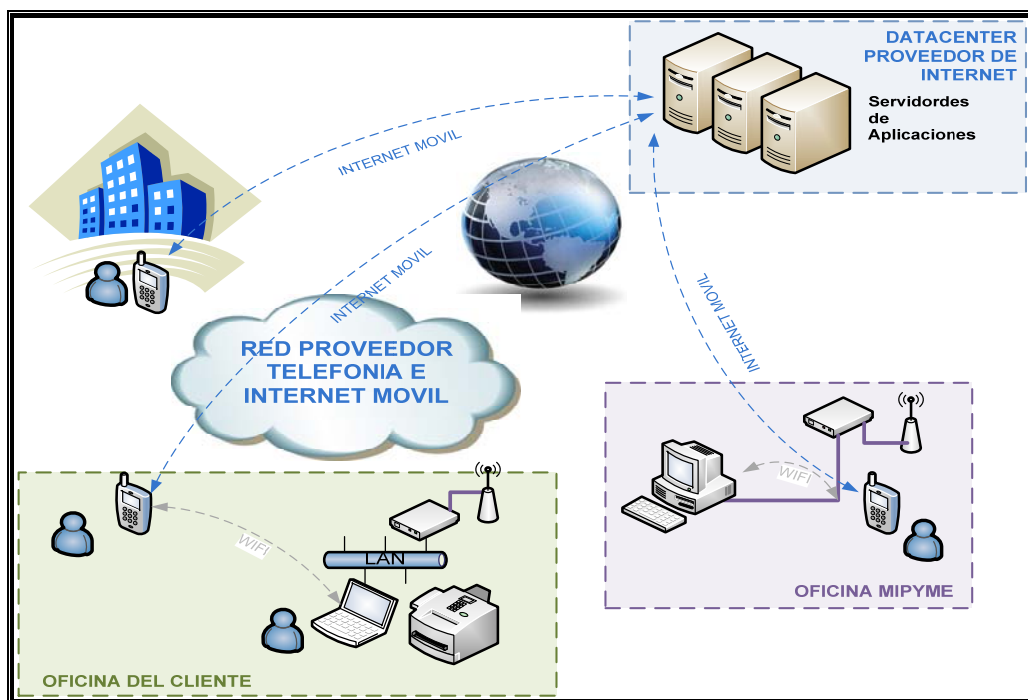 DATACENTER
PROVEEDOR DE
INTERNET
Servidordes
de
Aplicaciones
INTERNET MOVIL
INTERNET MOVIL
INTERNET MOVIL
RED PROVEEDOR
TELEFONIA E
INTERNET MOVIL
WIFI
OFICINA MIPYME
WIFI
LAN
OFICINA DEL CLIENTE